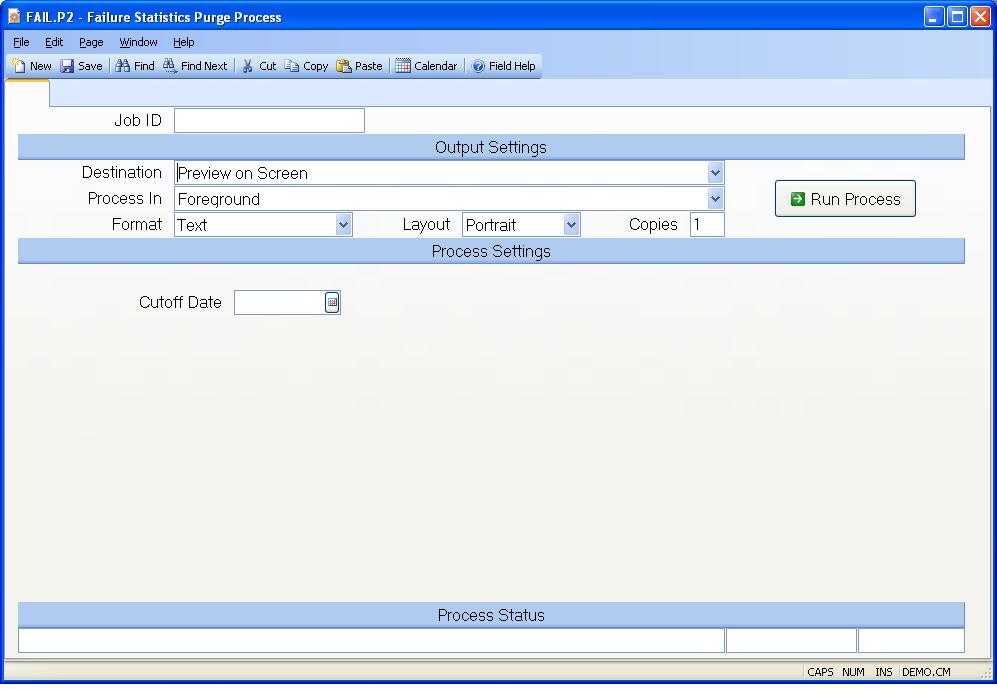 FAIL.P2 - Failure Statistics Purge Process
File Edit Page Window Help
New Save Find Find Next Cut Copy Paste Calendar Field Help
Job ID
Output Settings
Destination Preview on Screen
Process In Foreground
Run Process
Format Text Layout Portrait Copies 1
Process Settings
Cutoff Date
Process Status
CAPS NUM INS DEMO.CM